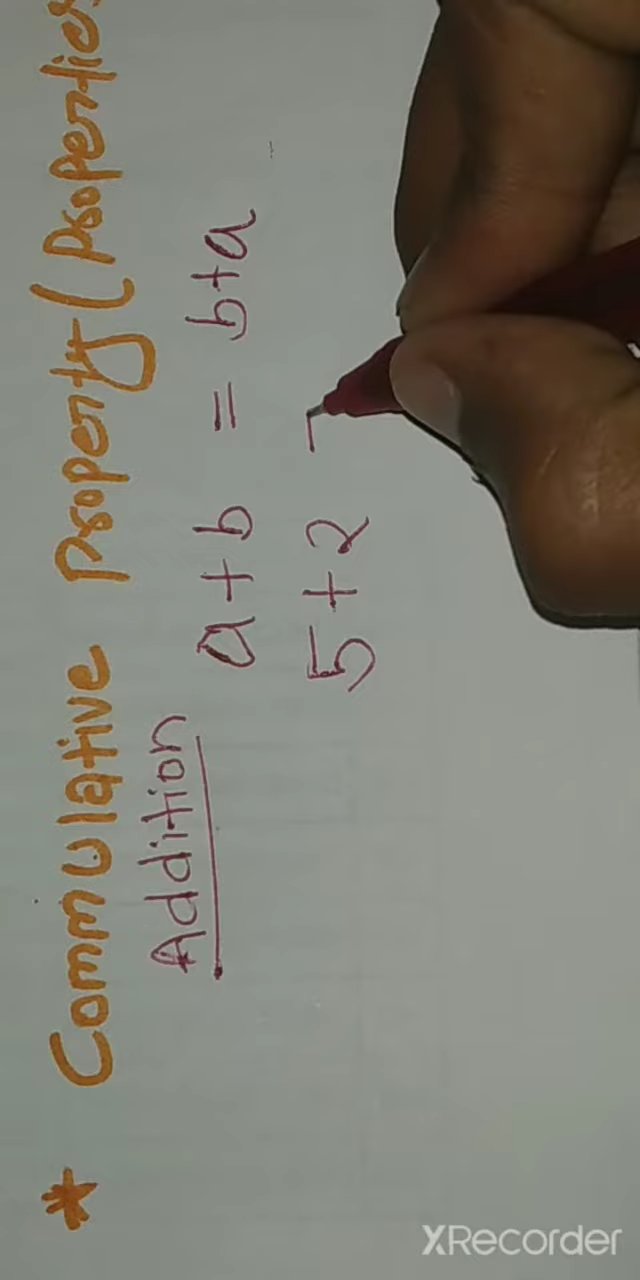 * Commulative Property (Properties
Addition
a + b = b+a
5 + 2
XRecorder